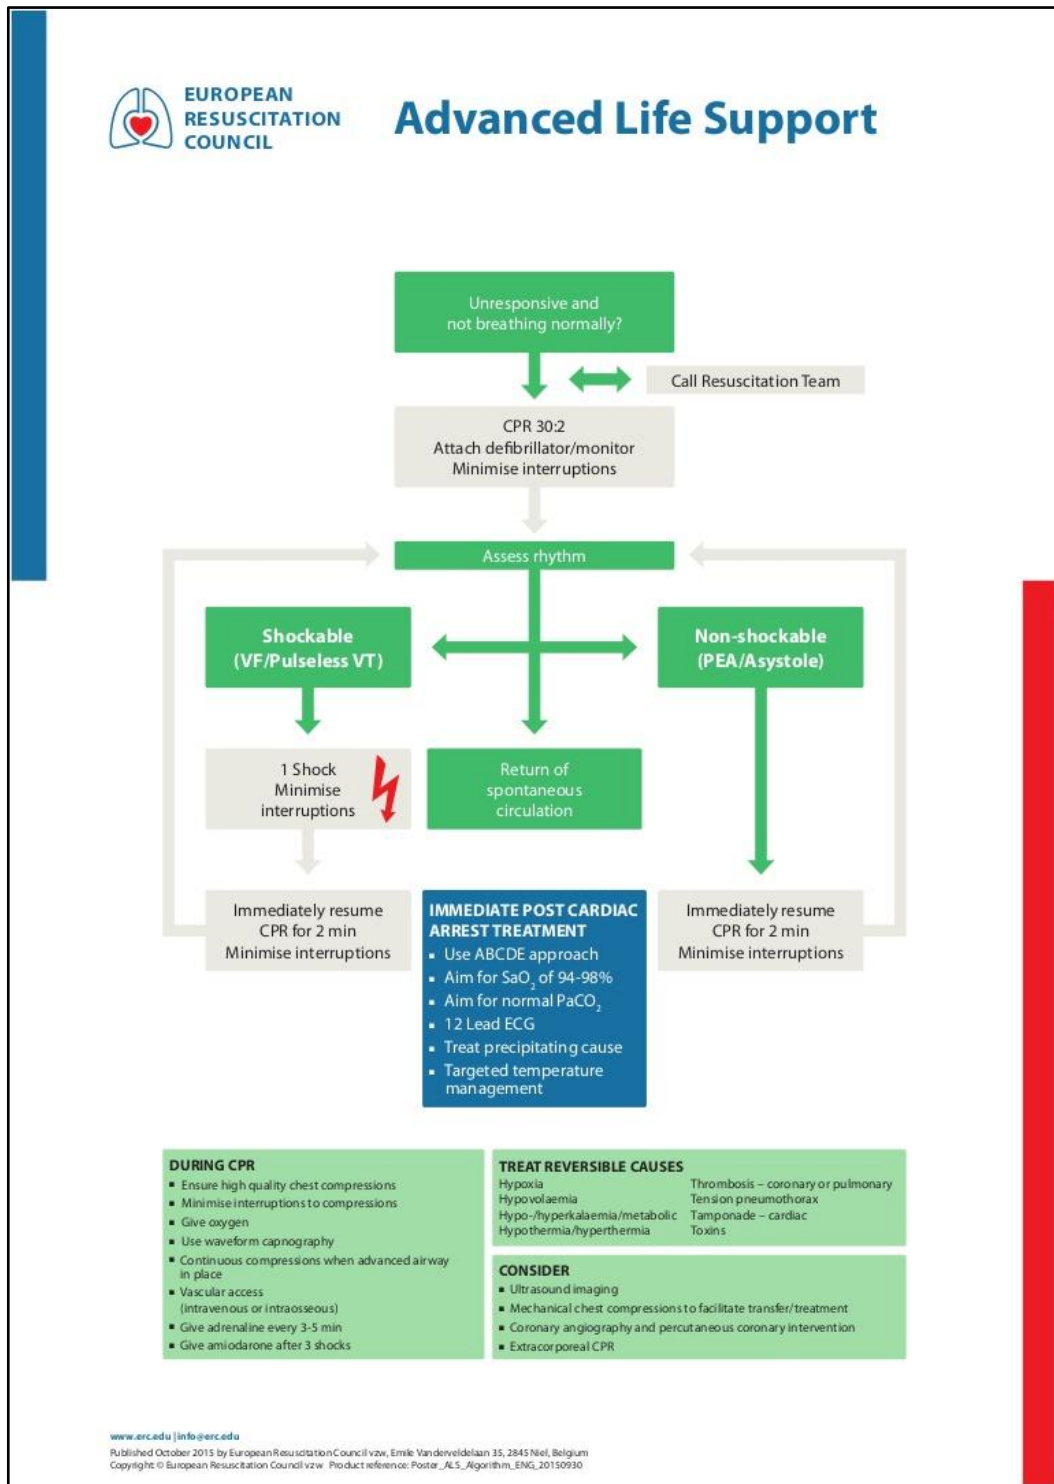 EUROPEAN
RESUSCITATION
COUNCIL
Advanced Life Support
Unresponsive and
not breathing normally?
Call Resuscitation Team
CPR 30:2
Attach defibrillator/monitor
Minimise interruptions
Assess rhythm
Shockable
(VF/Pulseless VT)
Non-shockable
(PEA/Asystole)
1 Shock
Minimise
interruptions
Return of
spontaneous
circulation
Immediately resume
CPR for 2 min
Minimise interruptions
IMMEDIATE POST CARDIAC
ARREST TREATMENT
▪ Use ABCDE approach
▪ Aim for SaO₂ of 94-98%
▪ Aim for normal PaCO₂
▪ 12 Lead ECG
▪ Treat precipitating cause
▪ Targeted temperature
management
Immediately resume
CPR for 2 min
Minimise interruptions
DURING CPR
▪ Ensure high quality chest compressions
▪ Minimise interruptions to compressions
▪ Give oxygen
▪ Use waveform capnography
▪ Continuous compressions when advanced airway
in place
▪ Vascular access
(intravenous or intraosseous)
▪ Give adrenaline every 3-5 min
▪ Give amiodarone after 3 shocks
TREAT REVERSIBLE CAUSES
Hypoxia
Hypovolaemia
Hypo-/hyperkalaemia/metabolic
Hypothermia/hyperthermia
Thrombosis – coronary or pulmonary
Tension pneumothorax
Tamponade – cardiac
Toxins
CONSIDER
▪ Ultrasound imaging
▪ Mechanical chest compressions to facilitate transfer/treatment
▪ Coronary angiography and percutaneous coronary intervention
▪ Extracorporeal CPR
www.erc.edu | info@erc.edu
Published October 2015 by European Resuscitation Council vzw, Emile Vanderveldelaan 35, 2845 Niel, Belgium
Copyright: © European Resuscitation Council vzw Product reference: Poster_ALS_Algorithm_ENG_20150930